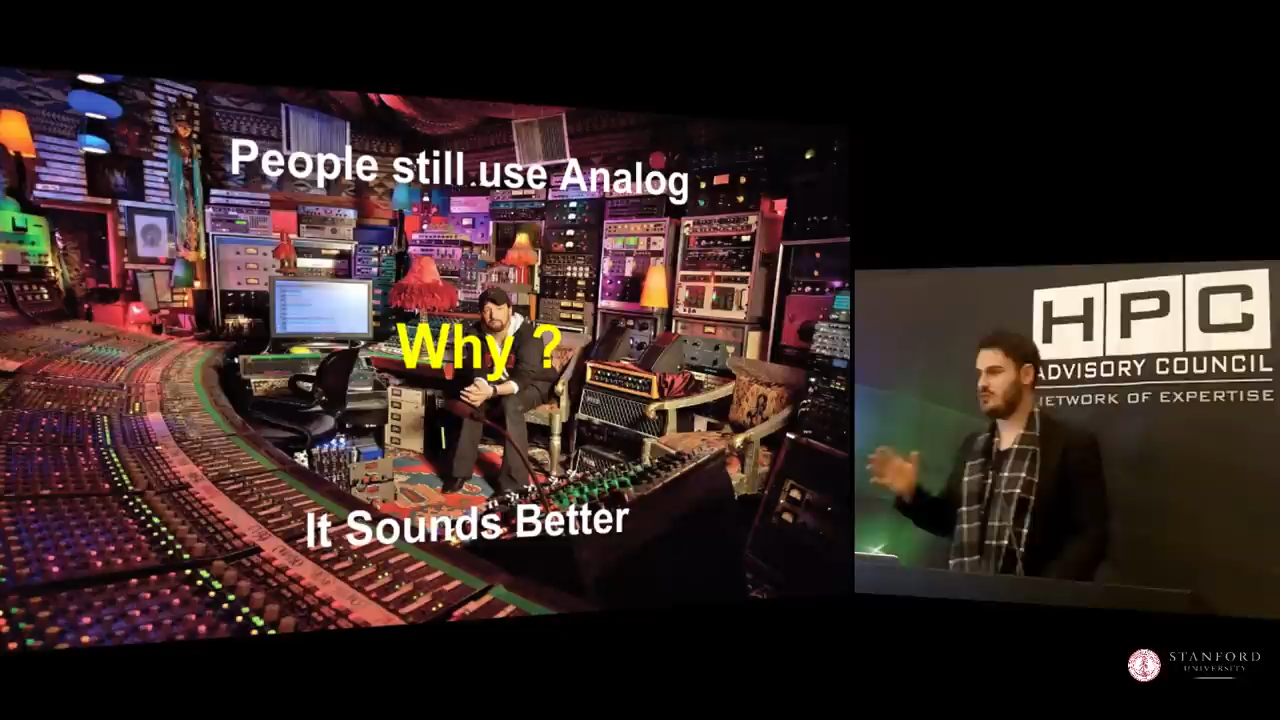 People still use Analog
Why ?
It Sounds Better
HPC
ADVISORY COUNCIL
NETWORK OF EXPERTISE
STANFORD
UNIVERSITY